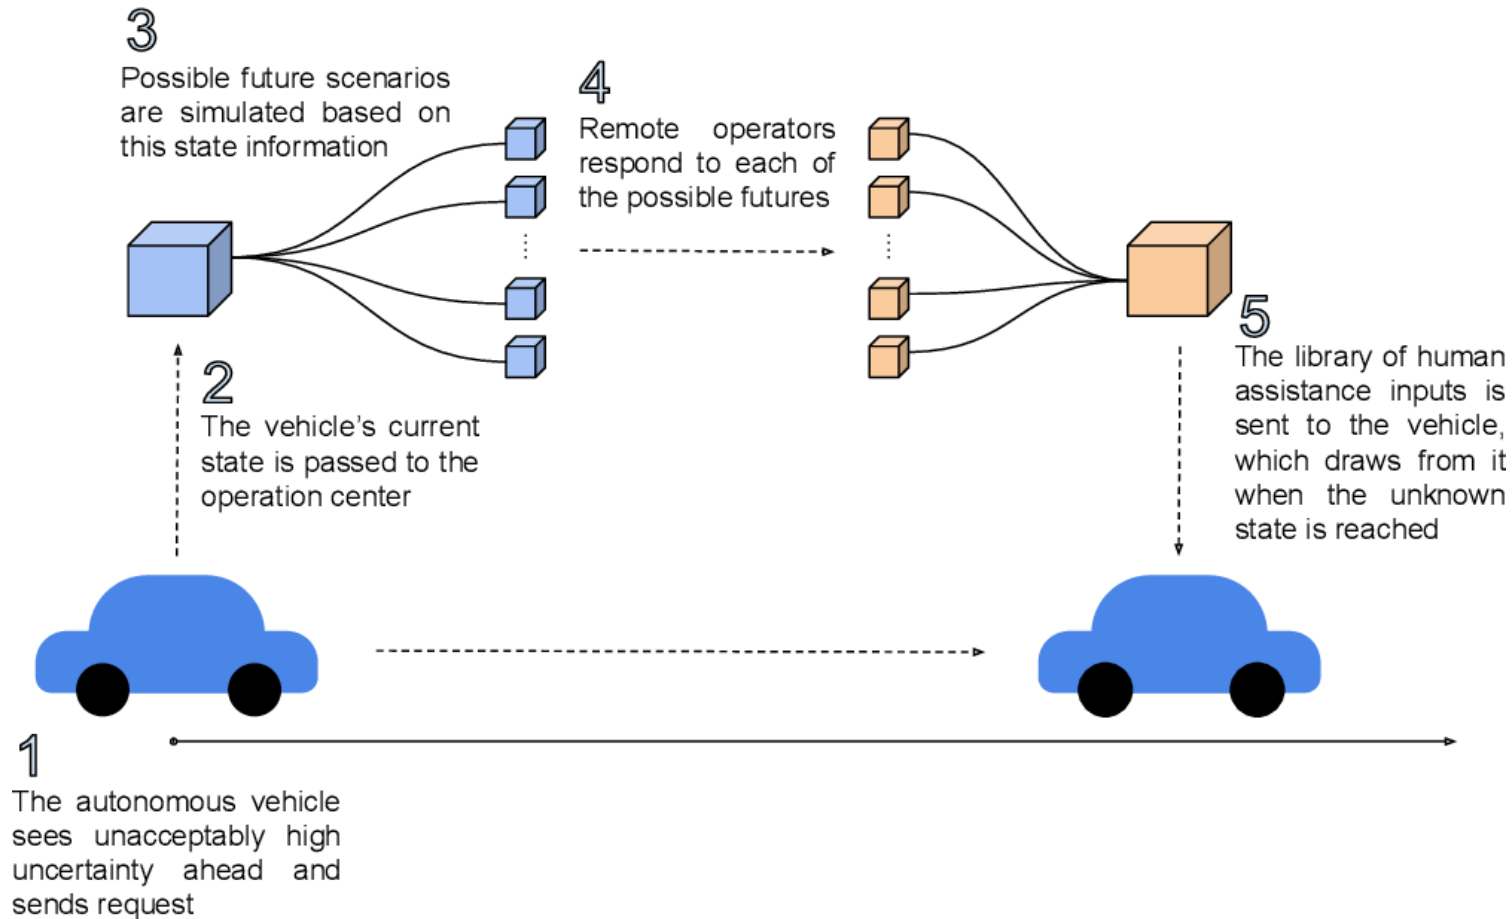 1
The autonomous vehicle
sees unacceptably high
uncertainty ahead and
sends request
2
The vehicle's current
state is passed to the
operation center
3
Possible future scenarios
are simulated based on
this state information
4
Remote operators
respond to each of
the possible futures
5
The library of human
assistance inputs is
sent to the vehicle,
which draws from it
when the unknown
state is reached